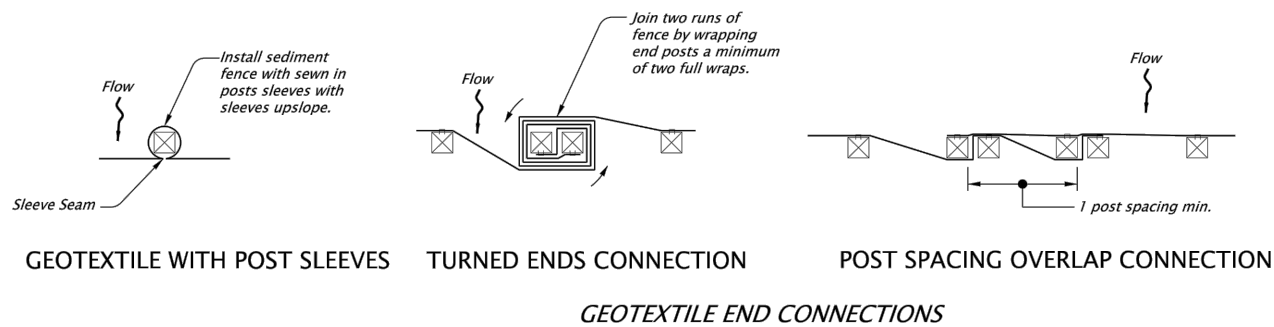 Install sediment
fence with sewn in
posts sleeves with
sleeves upslope.
Flow
Sleeve Seam
GEOTEXTILE WITH POST SLEEVES
Join two runs of
fence by wrapping
end posts a minimum
of two full wraps.
Flow
TURNED ENDS CONNECTION
Flow
1 post spacing min.
POST SPACING OVERLAP CONNECTION
GEOTEXTILE END CONNECTIONS